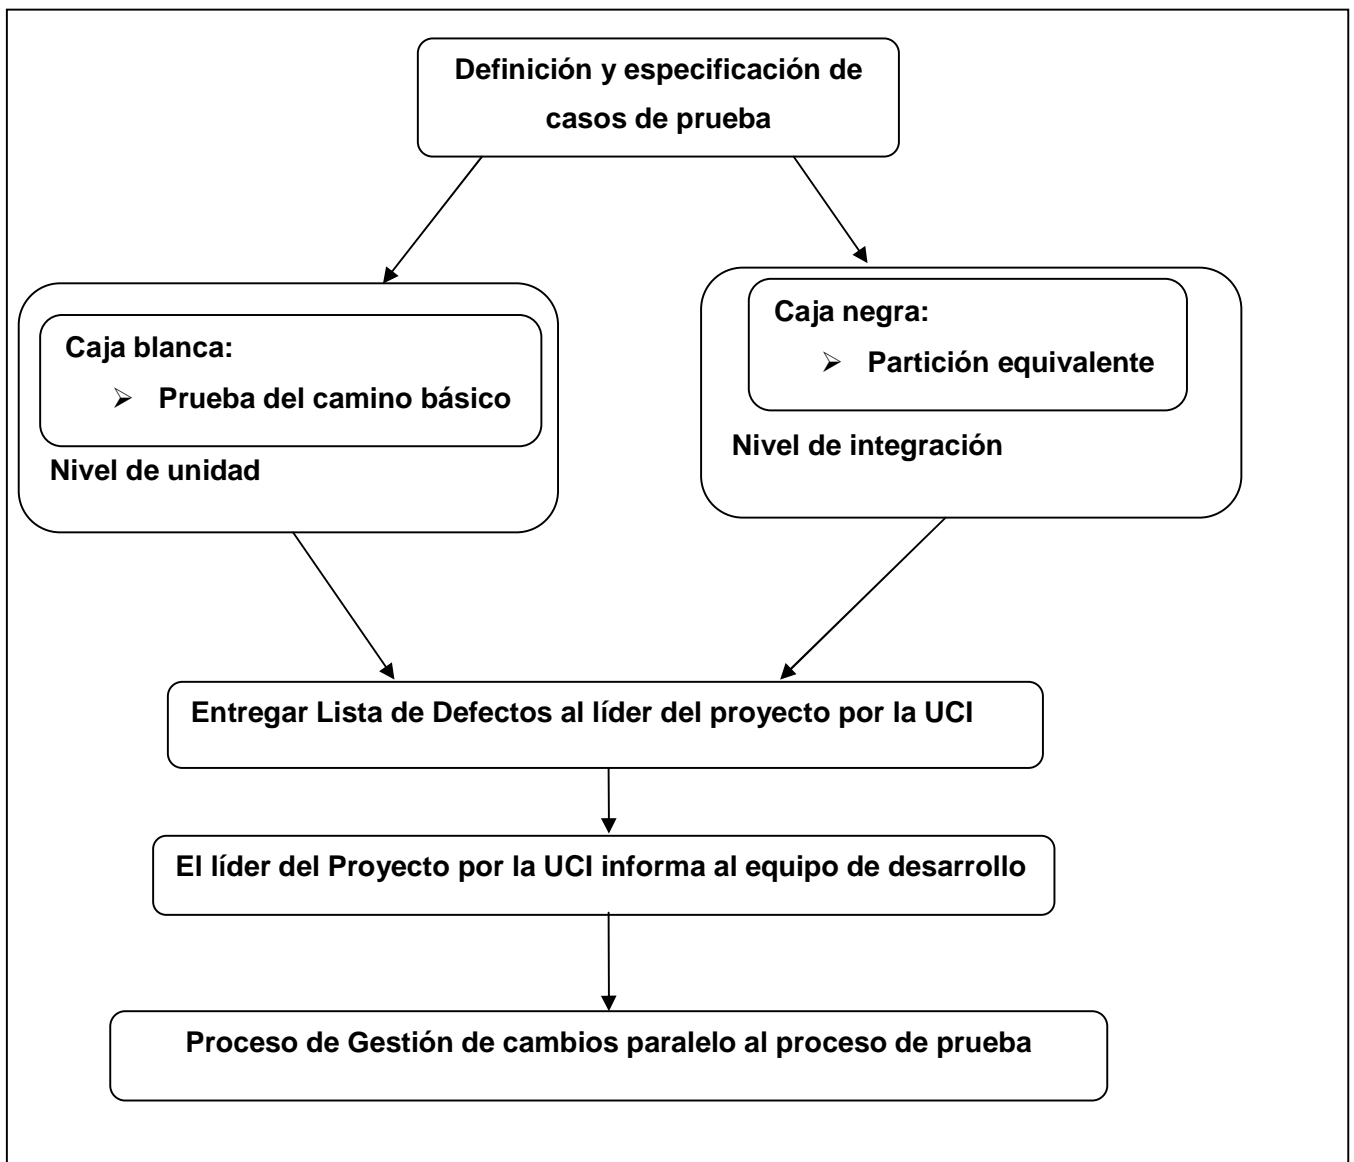 Definición y especificación de
casos de prueba
Caja blanca:
➢ Prueba del camino básico
Nivel de unidad
Caja negra:
➢ Partición equivalente
Nivel de integración
Entregar Lista de Defectos al líder del proyecto por la UCI
El líder del Proyecto por la UCI informa al equipo de desarrollo
Proceso de Gestión de cambios paralelo al proceso de prueba